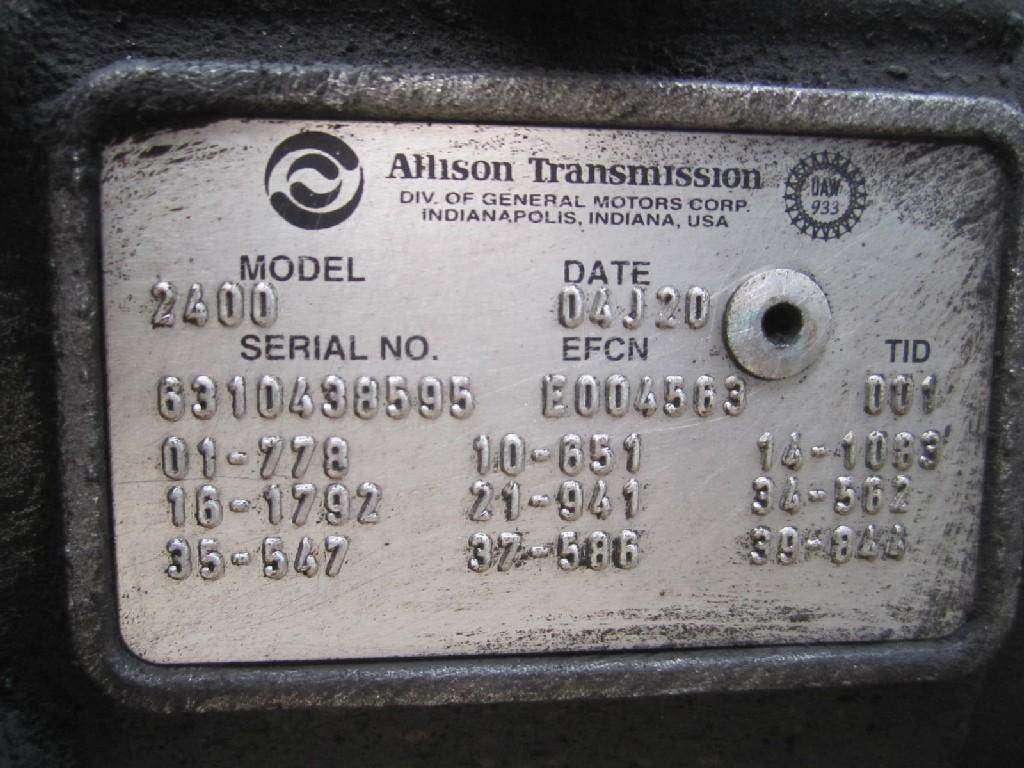 Allison Transmission
DIV. OF GENERAL MOTORS CORP.
INDIANAPOLIS, INDIANA, USA
UAW
933
MODEL DATE
2400 04J20
SERIAL NO. EFCN TID
6310438595 E004563 001
01-778 10-651 14-1083
16-1792 21-941 34-562
35-547 37-586